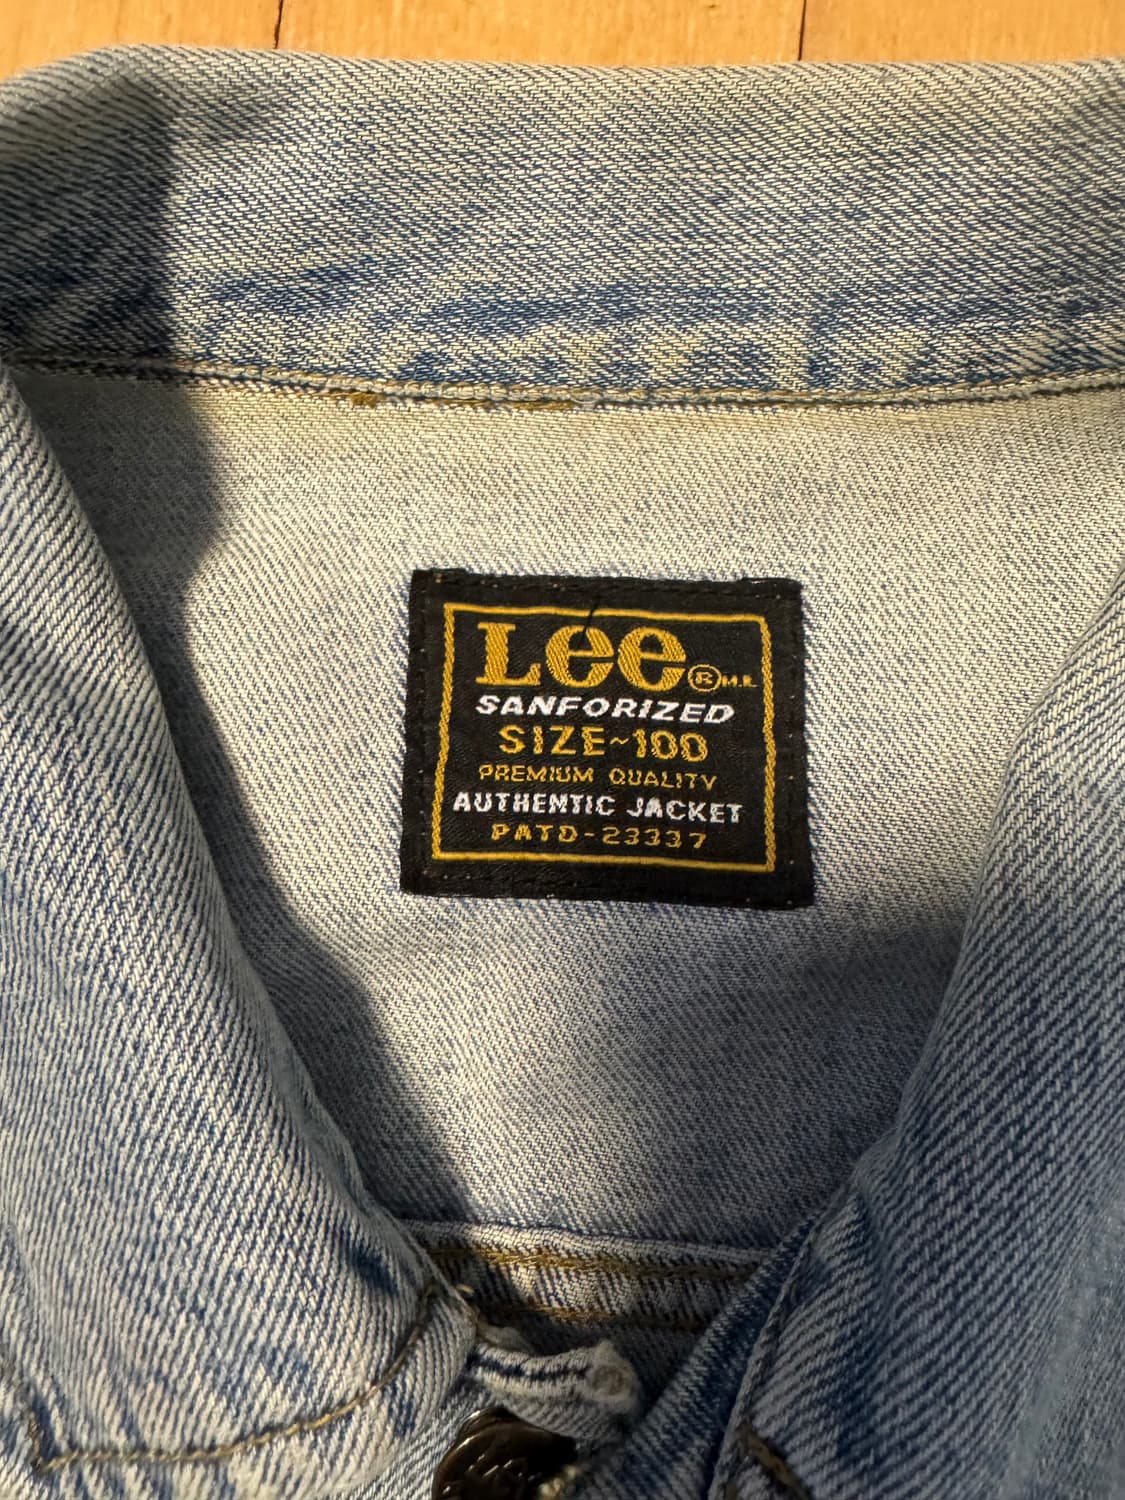 Lee ® M.R.
SANFORIZED
SIZE~100
PREMIUM QUALITY
AUTHENTIC JACKET
PATD-23337